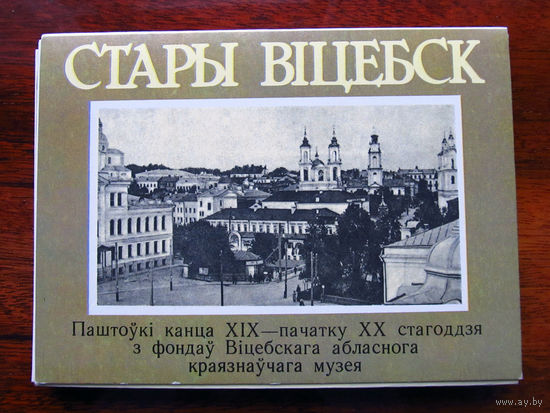 СТАРЫ ВІЦЕБСК
Паштоўкі канца XIX—пачатку XX стагоддзя
з фондаў Віцебскага абласнога
краязнаўчага музея
www.ay.by